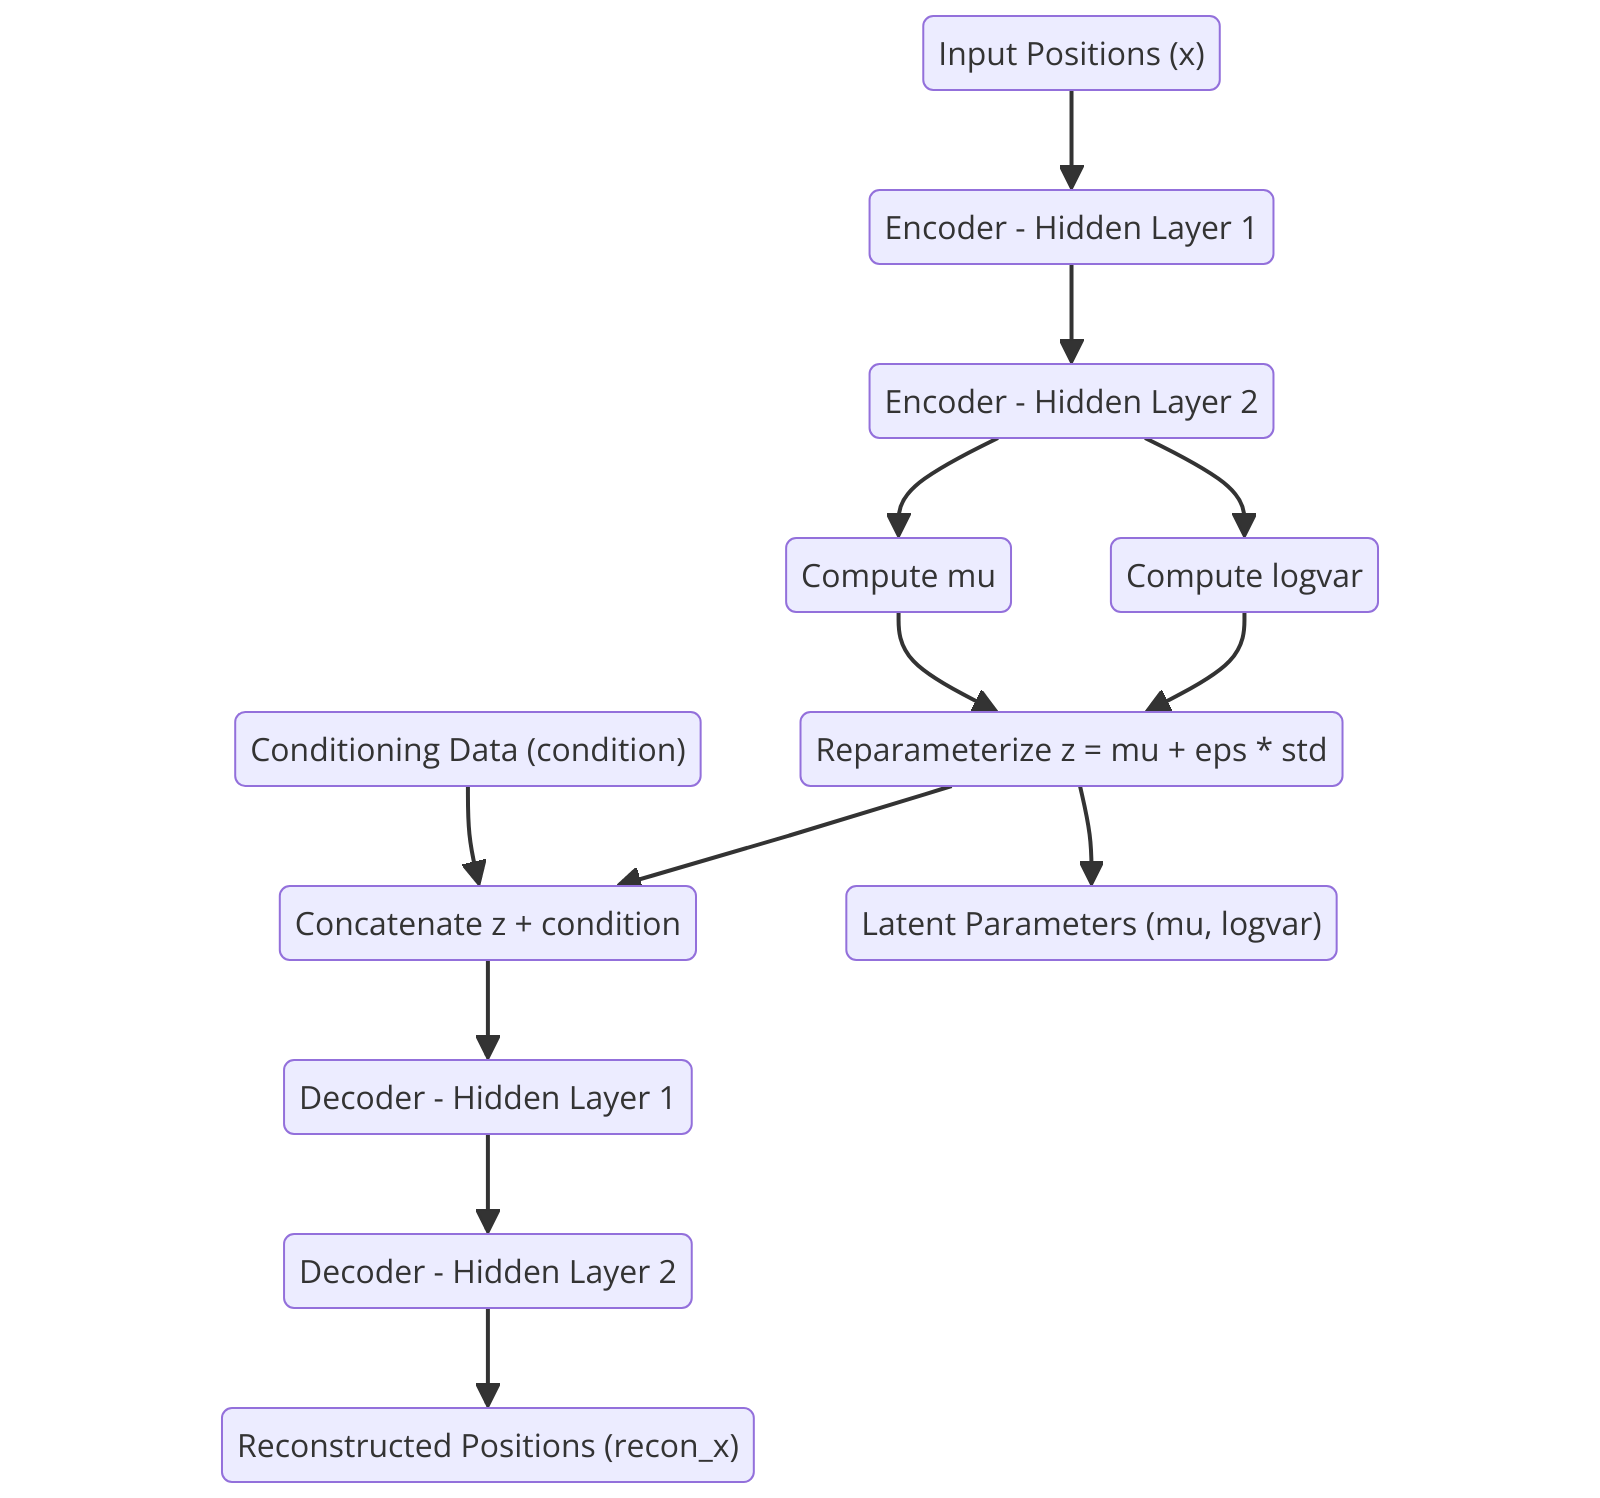 Input Positions (x)
Encoder - Hidden Layer 1
Encoder - Hidden Layer 2
Compute mu
Compute logvar
Conditioning Data (condition)
Reparameterize z = mu + eps * std
Concatenate z + condition
Latent Parameters (mu, logvar)
Decoder - Hidden Layer 1
Decoder - Hidden Layer 2
Reconstructed Positions (recon_x)